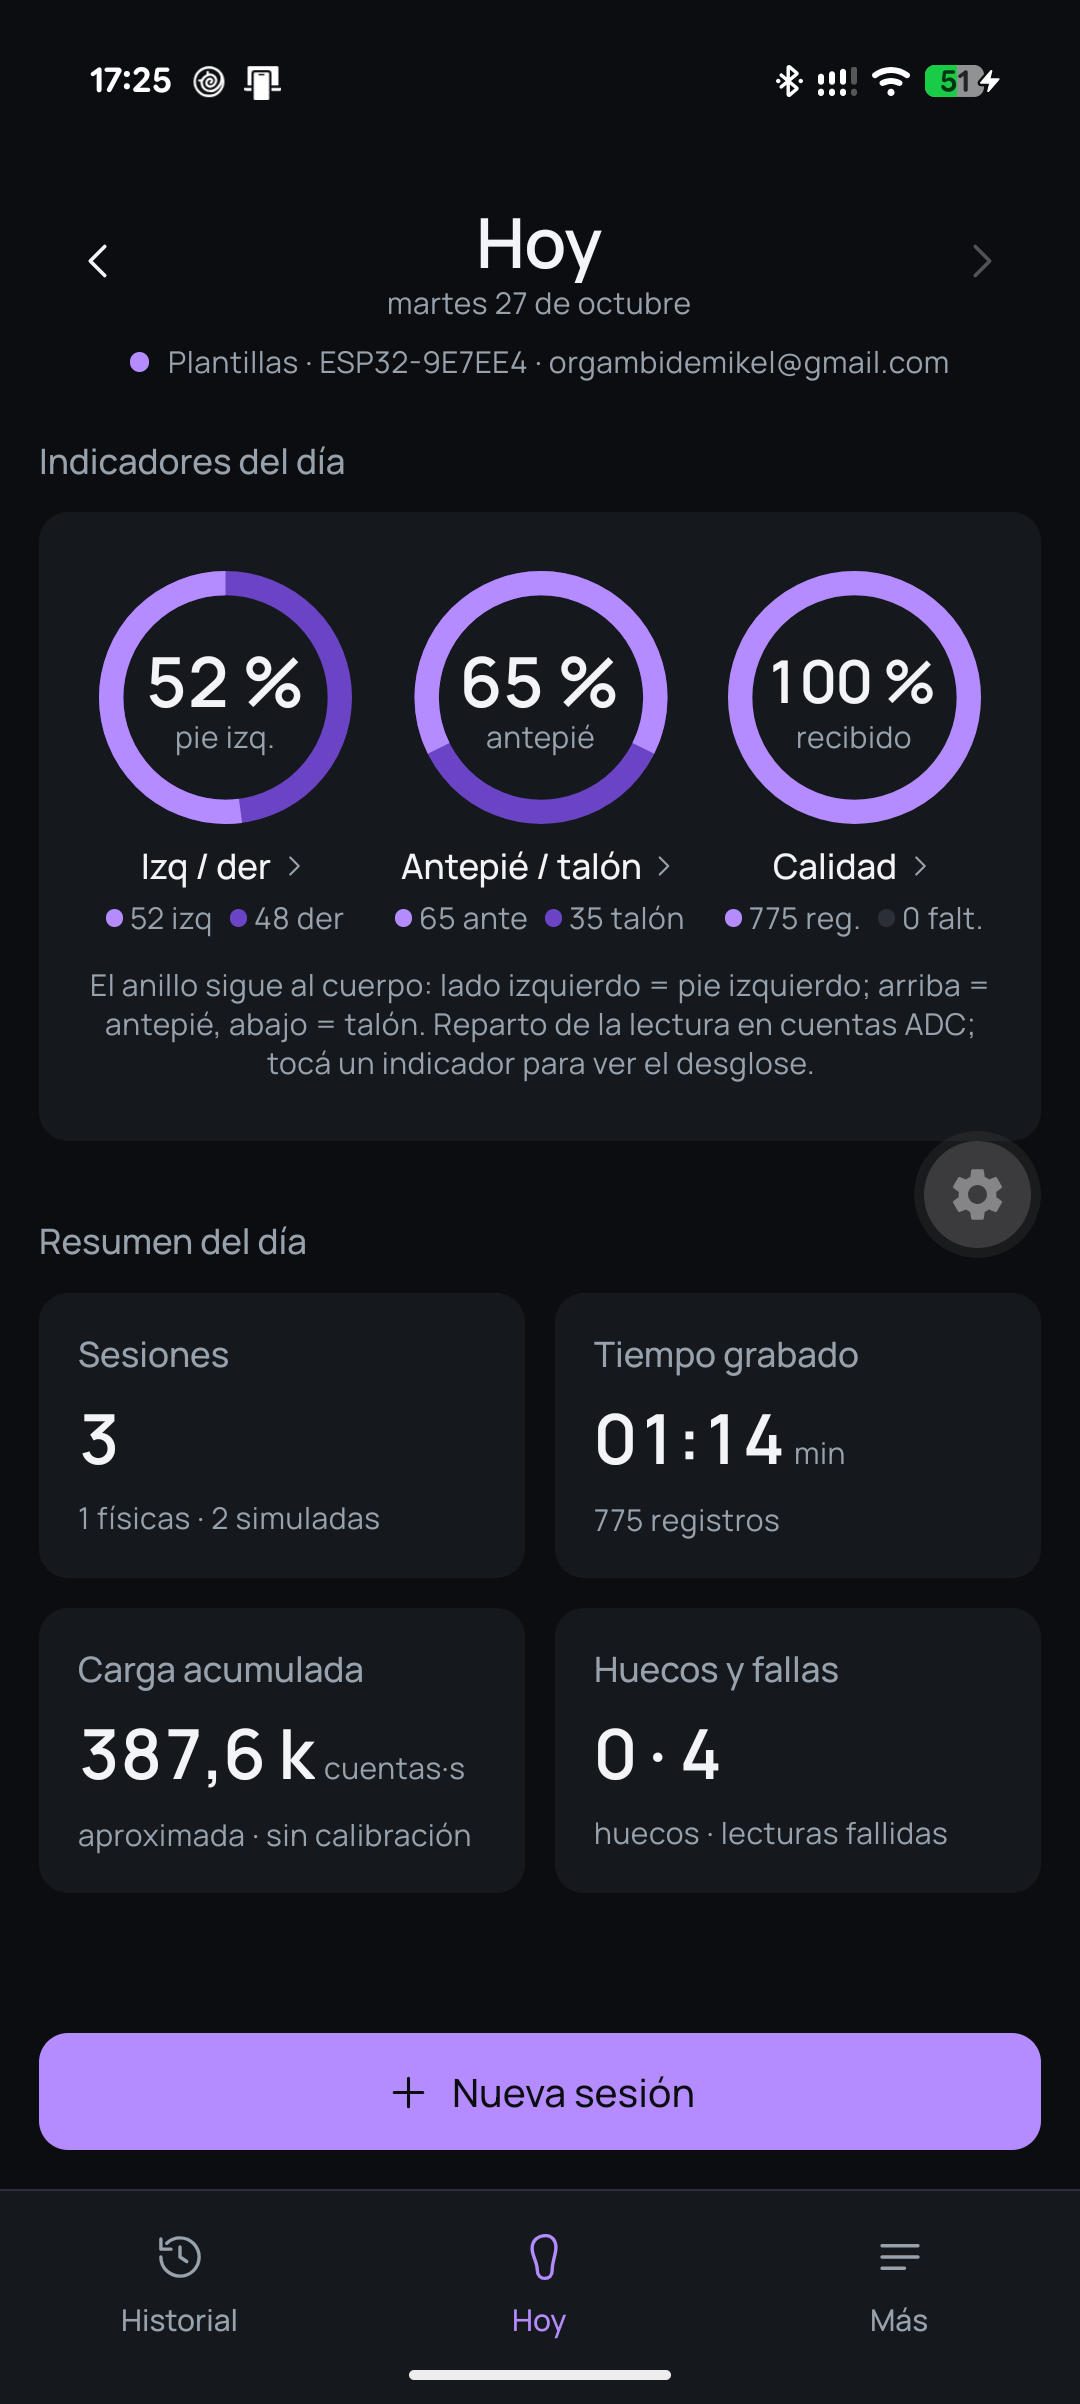 17:25
51
Hoy
martes 27 de octubre
Plantillas · ESP32-9E7EE4 · orgambidemikel@gmail.com
Indicadores del día
52 %
pie izq.
65 %
antepié
100 %
recibido
Izq / der
Antepié / talón
Calidad
52 izq 48 der
65 ante 35 talón
775 reg. 0 falt.
El anillo sigue al cuerpo: lado izquierdo = pie izquierdo; arriba =
antepié, abajo = talón. Reparto de la lectura en cuentas ADC;
tocá un indicador para ver el desglose.
Resumen del día
Sesiones
3
1 físicas · 2 simuladas
Tiempo grabado
01:14 min
775 registros
Carga acumulada
387,6 k cuentas·s
aproximada · sin calibración
Huecos y fallas
0 · 4
huecos · lecturas fallidas
+ Nueva sesión
Historial
Hoy
Más